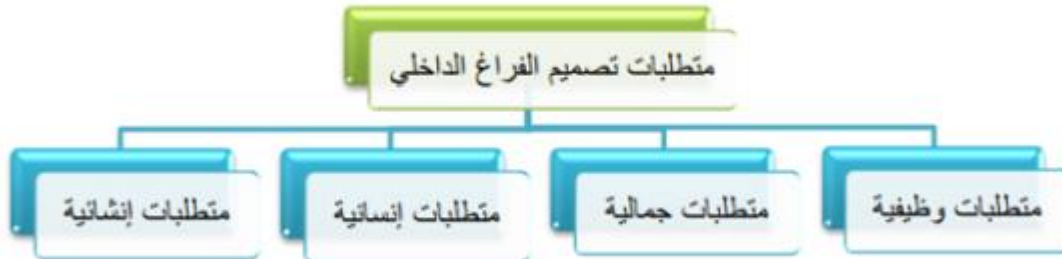 متطلبات تصميم الفراغ الداخلي
متطلبات وظيفية
متطلبات جمالية
متطلبات إنسانية
متطلبات إنشائية